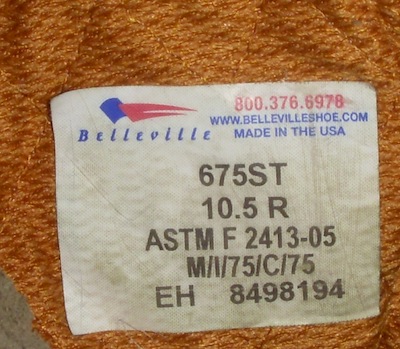 800.376.6978
Belleville
WWW.BELLEVILLESHOE.COM
MADE IN THE USA
675ST
10.5 R
ASTM F 2413-05
M/I/75/C/75
EH 8498194